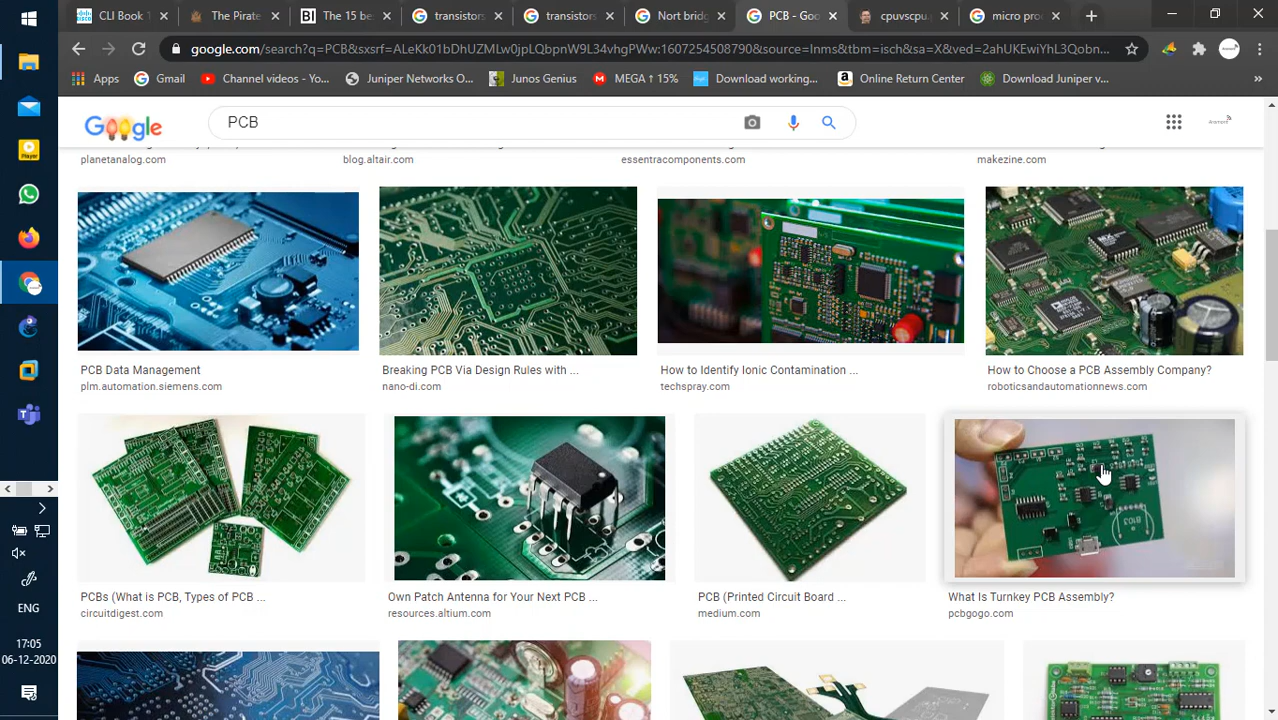 CLI Book T
The Pirate
BI The 15 be
transistors
transistors
Nort bridg
PCB - Goo
cpuvscpu.p
micro pro
google.com/search?q=PCB&sxsrf=ALeKk01bDhUZMLw0jpLQbpnW9L34vhgPWw:1607254595790&source=lnms&tbm=isch&sa=X&ved=2ahUKEwiYhL3Qobn...
Apps
Gmail
Channel videos - Yo...
Juniper Networks O...
Junos Genius
MEGA ↑ 15%
Download working...
Online Return Center
Download Juniper v...
»
Google
PCB
planetanalog.com
blog.altair.com
essentracomponents.com
makezine.com
PCB Data Management
plm.automation.siemens.com
Breaking PCB Via Design Rules with ...
nano-di.com
How to Identify Ionic Contamination ...
techspray.com
How to Choose a PCB Assembly Company?
roboticsandautomationnews.com
PCBs (What is PCB, Types of PCB ...
circuitdigest.com
Own Patch Antenna for Your Next PCB ...
resources.altium.com
PCB (Printed Circuit Board ...
medium.com
B103
What Is Turnkey PCB Assembly?
pcbgogo.com
Player
ENG
17:05
06-12-2020